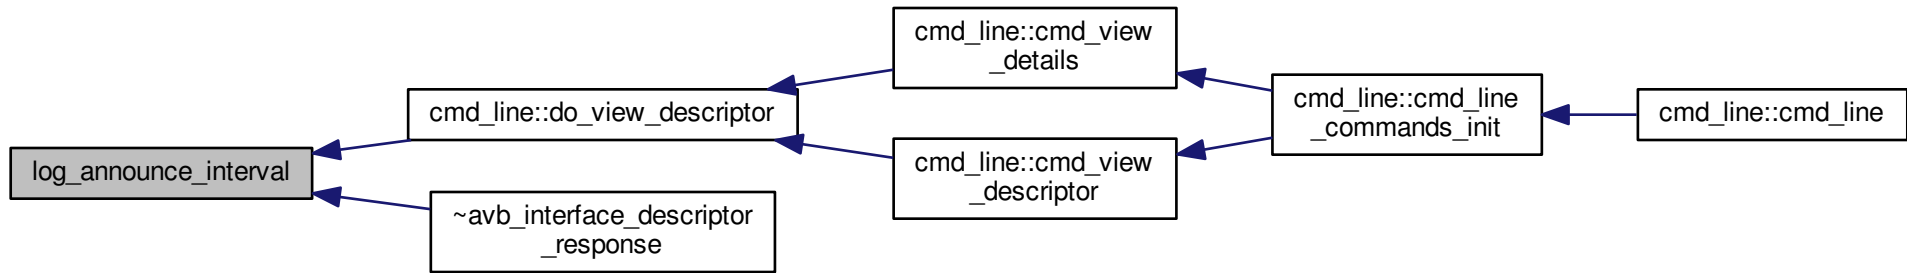 log_announce_interval
cmd_line::do_view_descriptor
~avb_interface_descriptor
_response
cmd_line::cmd_view
_details
cmd_line::cmd_view
_descriptor
cmd_line::cmd_line
_commands_init
cmd_line::cmd_line